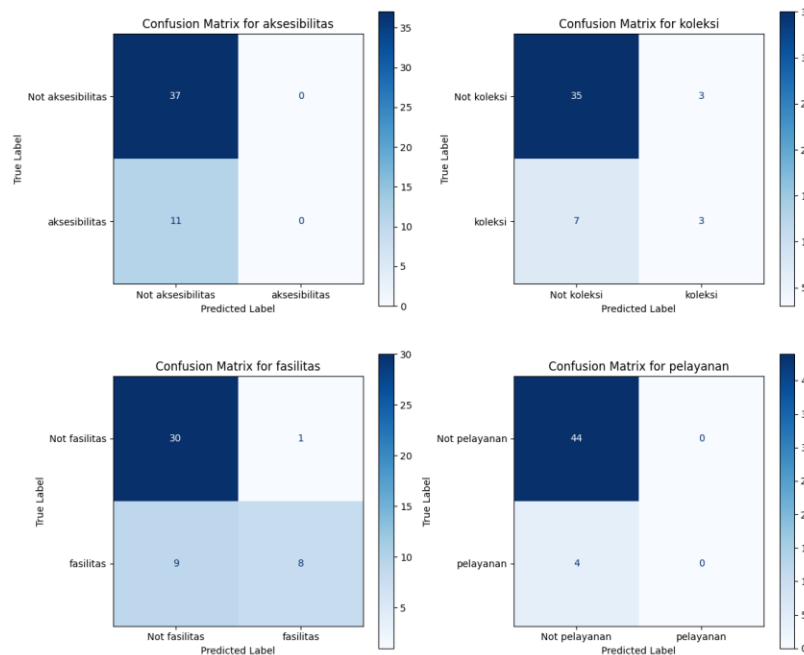 Confusion Matrix for aksesibilitas
True Label
Not aksesibilitas
aksesibilitas
37
0
11
0
Not aksesibilitas
aksesibilitas
Predicted Label
35
30
25
20
15
10
5
0
Confusion Matrix for koleksi
True Label
Not koleksi
koleksi
35
3
7
3
Not koleksi
koleksi
Predicted Label
5
Confusion Matrix for fasilitas
True Label
Not fasilitas
fasilitas
30
1
9
8
Not fasilitas
fasilitas
Predicted Label
30
25
20
15
10
5
Confusion Matrix for pelayanan
True Label
Not pelayanan
pelayanan
44
0
4
0
Not pelayanan
pelayanan
Predicted Label
5
0